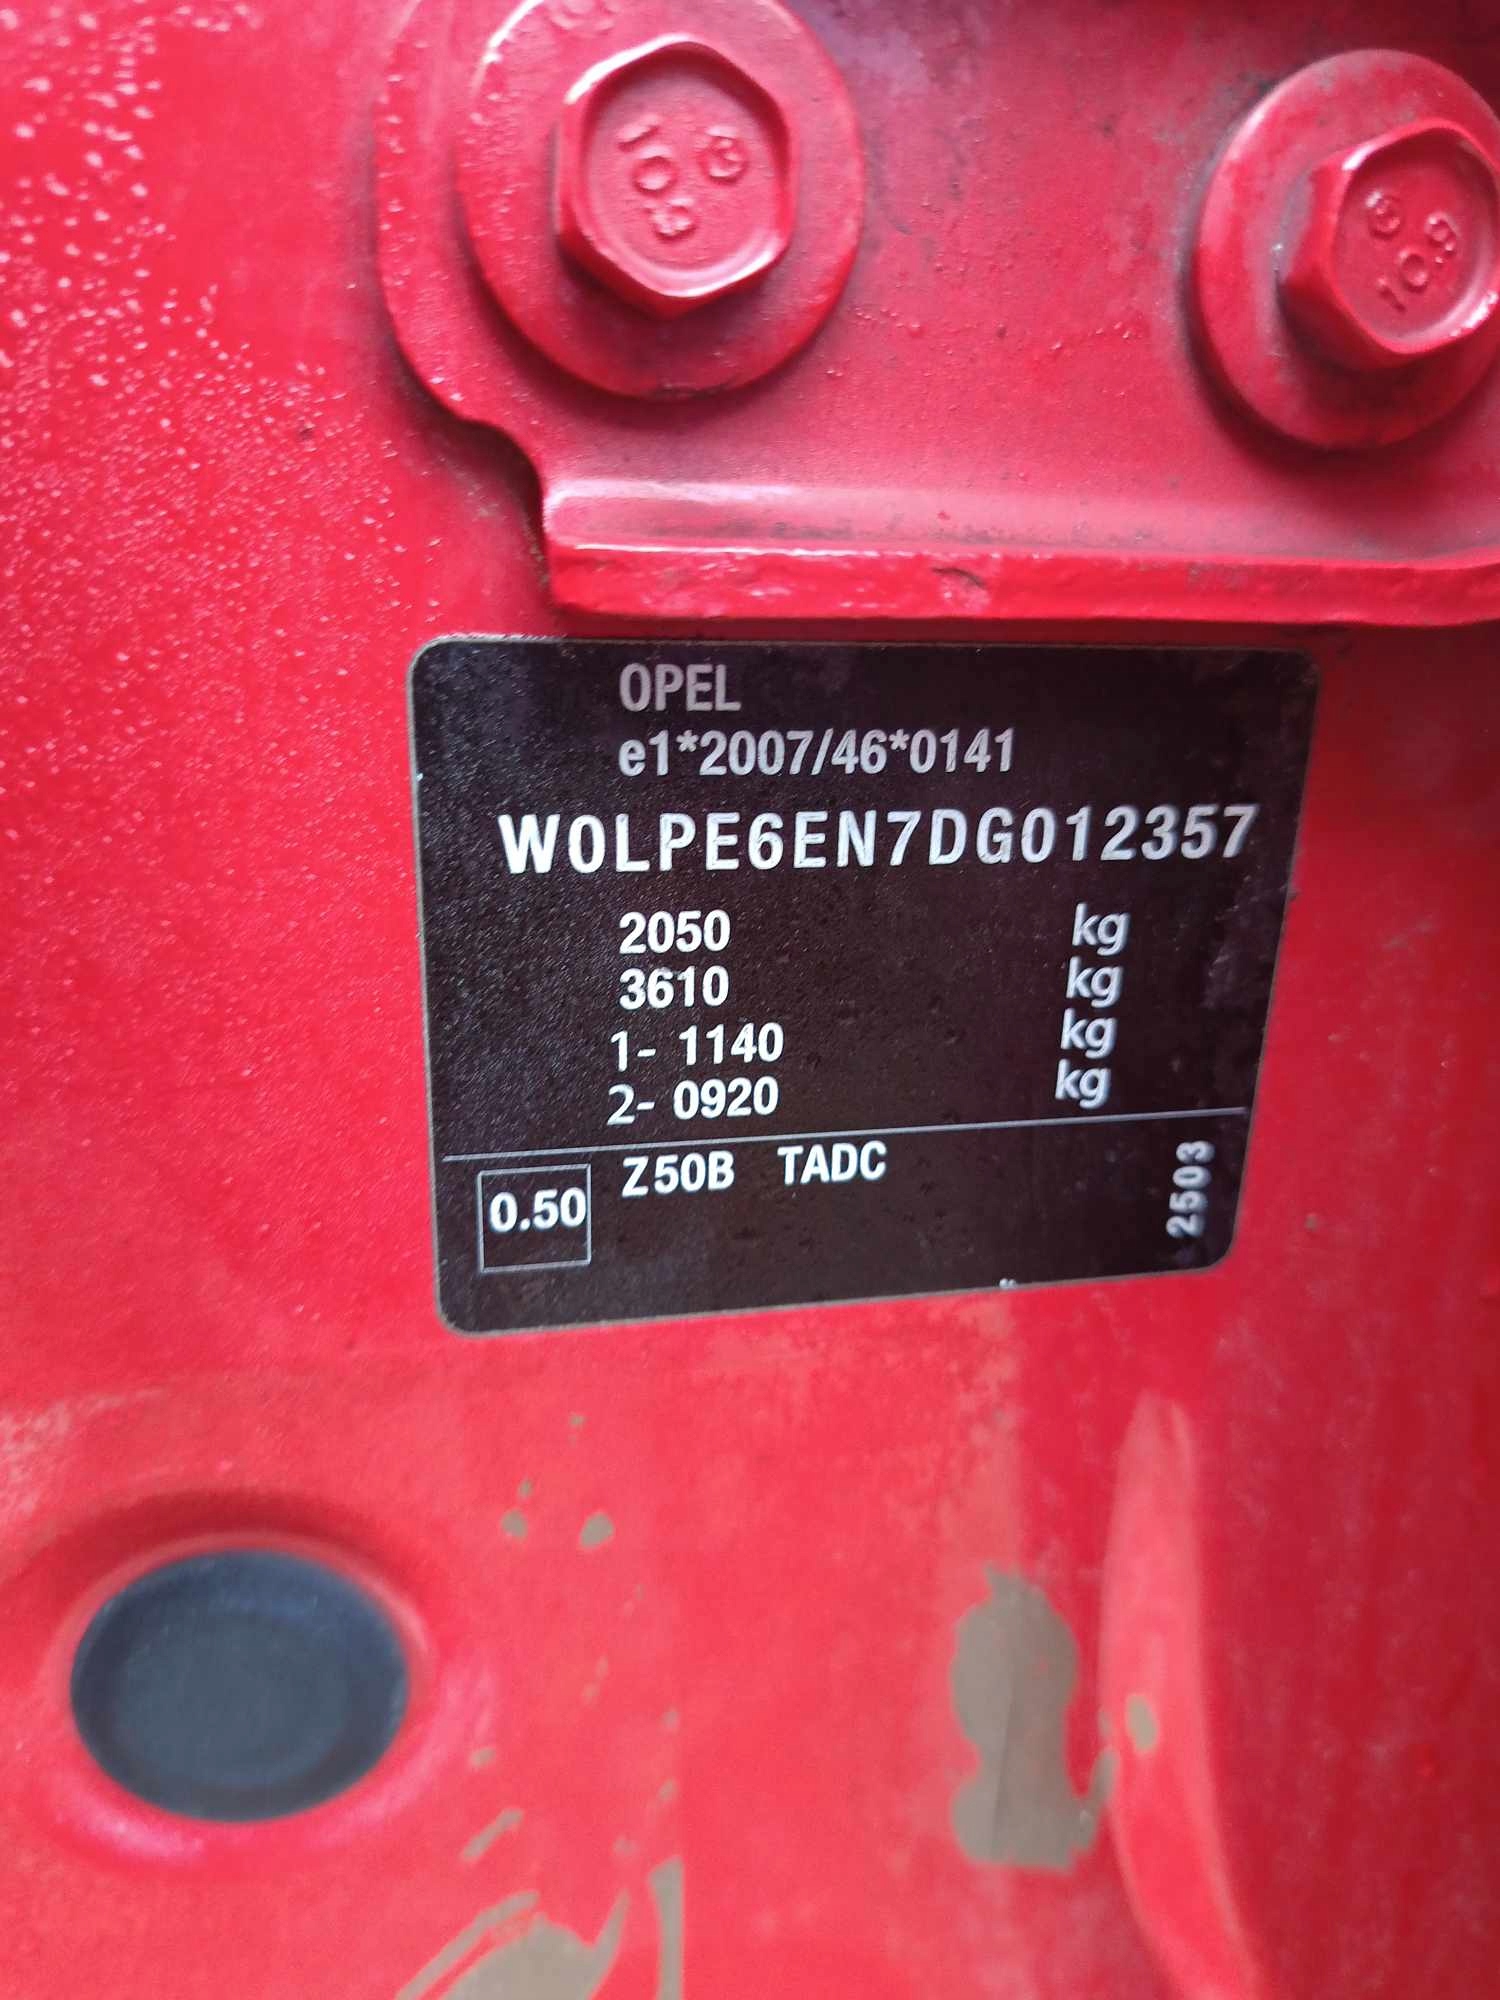 10.9
10.9
OPEL
e1*2007/46*0141
W0LPE6EN7DG012357
2050 kg
3610 kg
1- 1140 kg
2- 0920 kg
0.50 Z50B TADC
2503